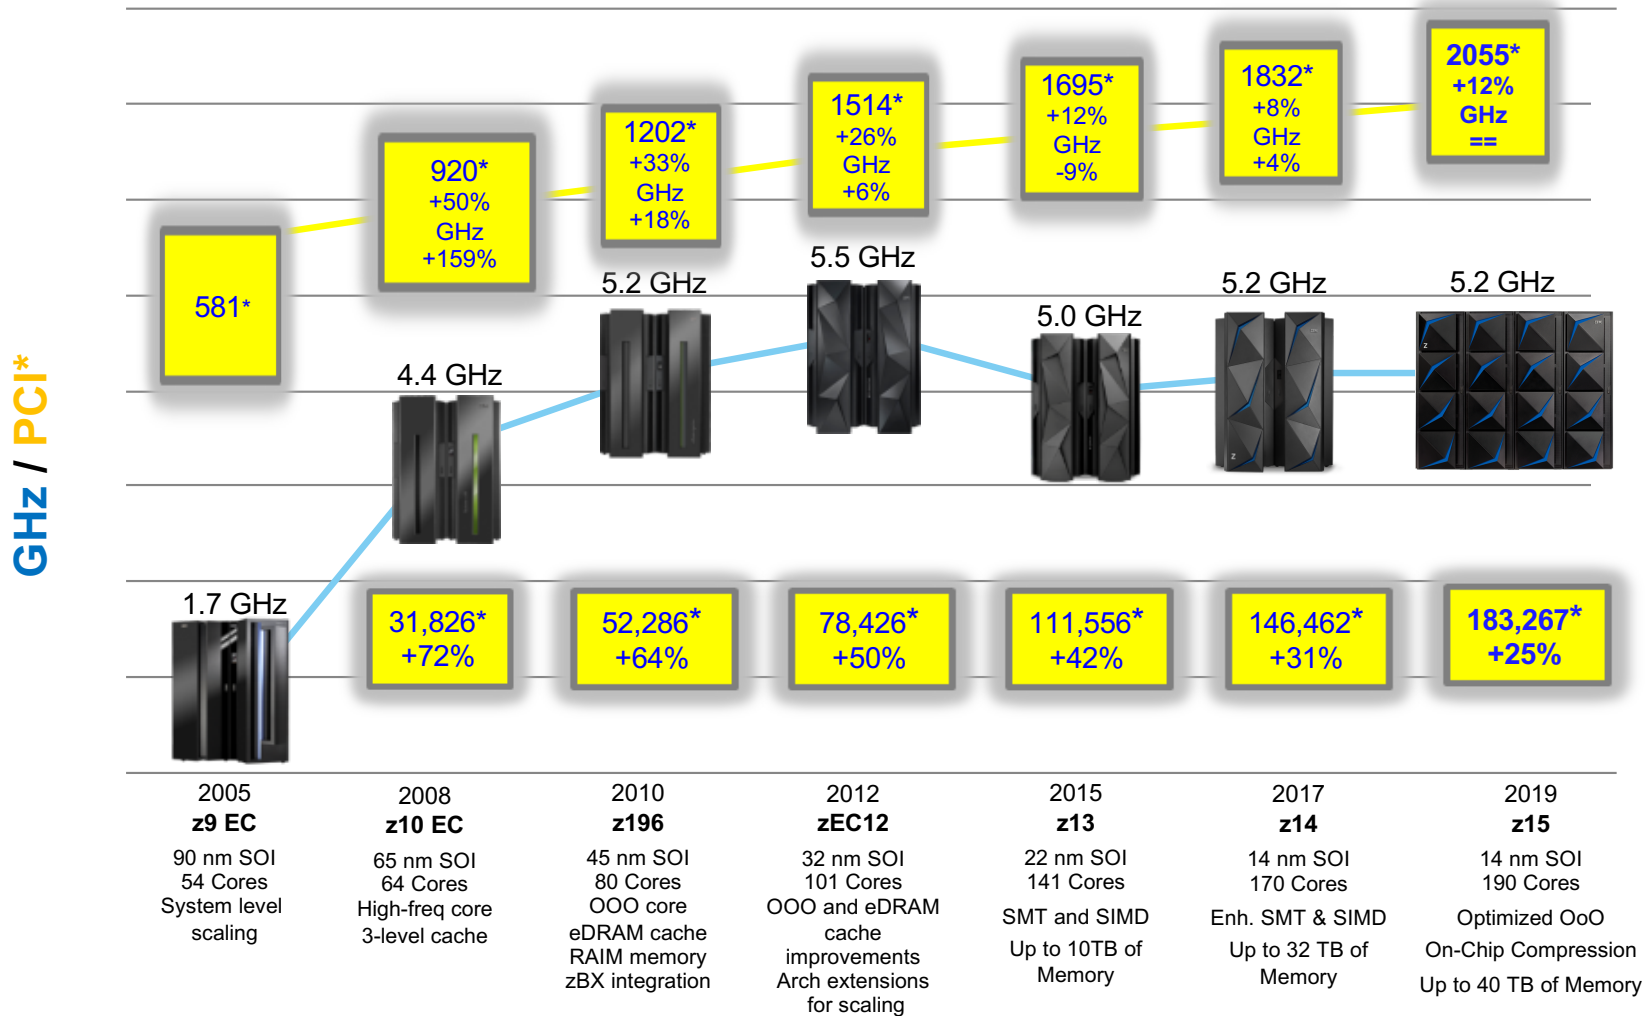 GHz / PCI*
581*
920*
+50%
GHz
+159%
1202*
+33%
GHz
+18%
1514*
+26%
GHz
+6%
1695*
+12%
GHz
-9%
1832*
+8%
GHz
+4%
2055*
+12%
GHz
==
1.7 GHz
4.4 GHz
5.2 GHz
5.5 GHz
5.0 GHz
5.2 GHz
5.2 GHz
31,826*
+72%
52,286*
+64%
78,426*
+50%
111,556*
+42%
146,462*
+31%
183,267*
+25%
2005
z9 EC
90 nm SOI
54 Cores
System level
scaling
2008
z10 EC
65 nm SOI
64 Cores
High-freq core
3-level cache
2010
z196
45 nm SOI
80 Cores
OOO core
eDRAM cache
RAIM memory
zBX integration
2012
zEC12
32 nm SOI
101 Cores
OOO and eDRAM
cache
improvements
Arch extensions
for scaling
2015
z13
22 nm SOI
141 Cores
SMT and SIMD
Up to 10TB of
Memory
2017
z14
14 nm SOI
170 Cores
Enh. SMT & SIMD
Up to 32 TB of
Memory
2019
z15
14 nm SOI
190 Cores
Optimized OoO
On-Chip Compression
Up to 40 TB of Memory